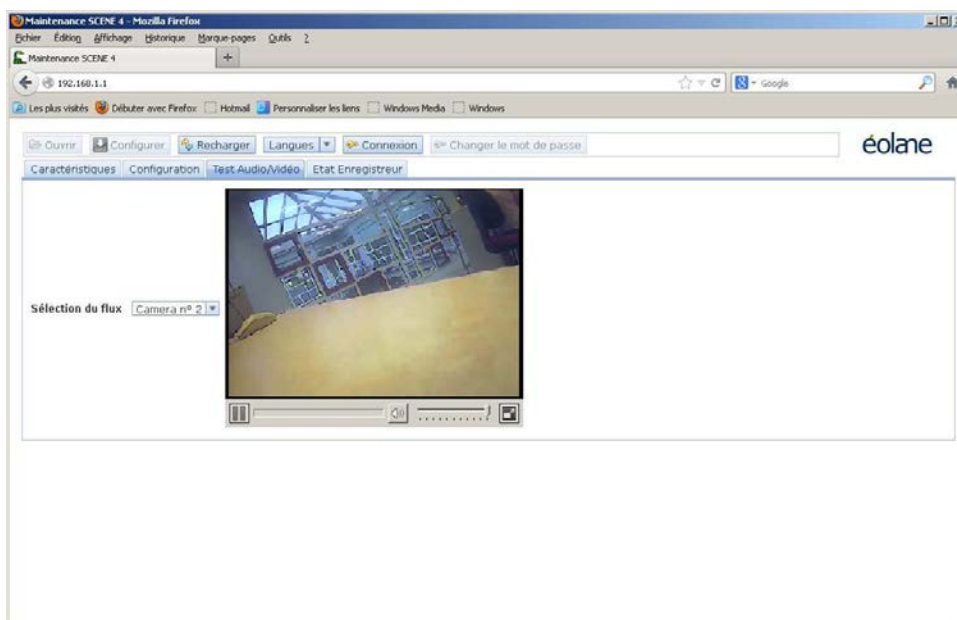 Maintenance SCENE 4 - Mozilla Firefox
Fichier Édition Affichage Historique Marque-pages Outils ?
Maintenance SCENE 4
192.168.1.1
Google
Les plus visités Débuter avec Firefox Hotmail Personnaliser les liens Windows Media Windows
Ouvrir Configurer Recharger Langues Connexion Changer le mot de passe
éolane
Caractéristiques Configuration Test Audio/Vidéo Etat Enregistreur
Sélection du flux Camera nº 2